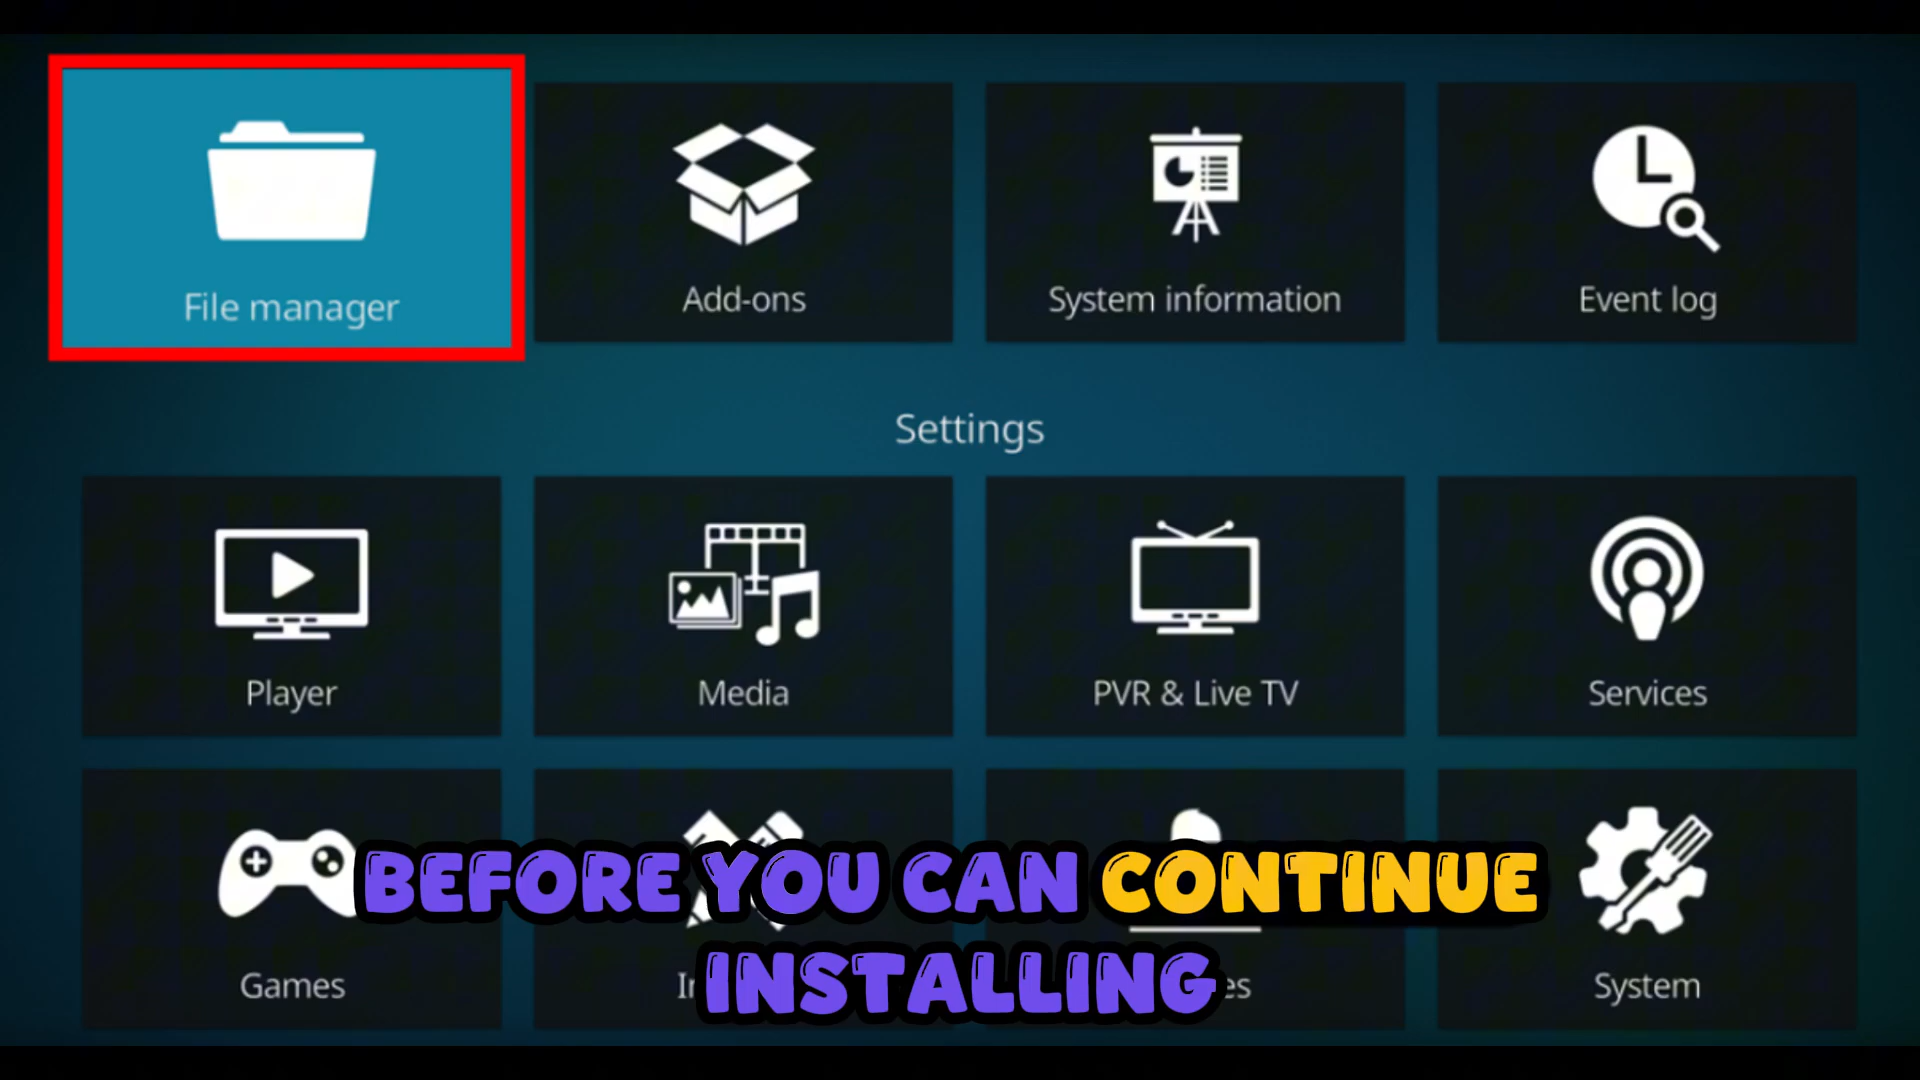 File manager
Add-ons
System information
Event log
Settings
Player
Media
PVR & Live TV
Services
Games
System
BEFORE YOU CAN CONTINUE
INSTALLING